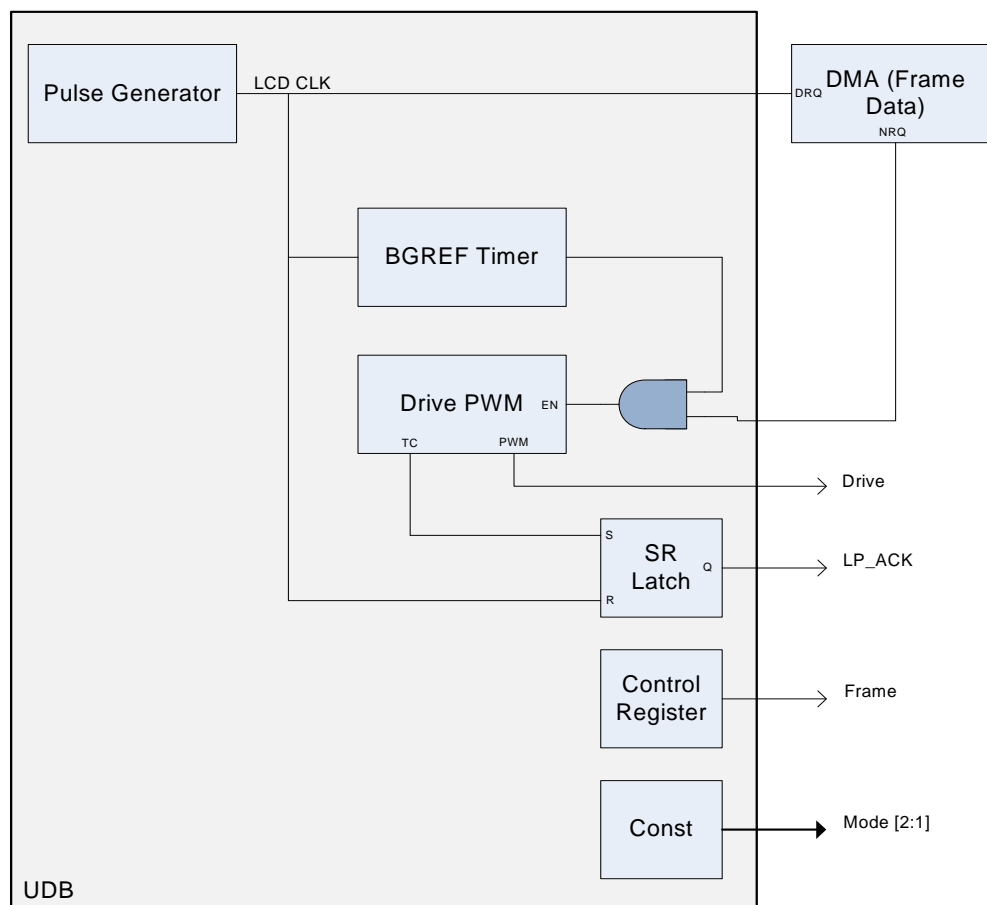 Pulse Generator
LCD CLK
DRQ
DMA (Frame
Data)
NRQ
BGREF Timer
Drive PWM
EN
TC
PWM
Drive
S
SR
Latch
Q
R
LP_ACK
Control
Register
Frame
Const
Mode [2:1]
UDB